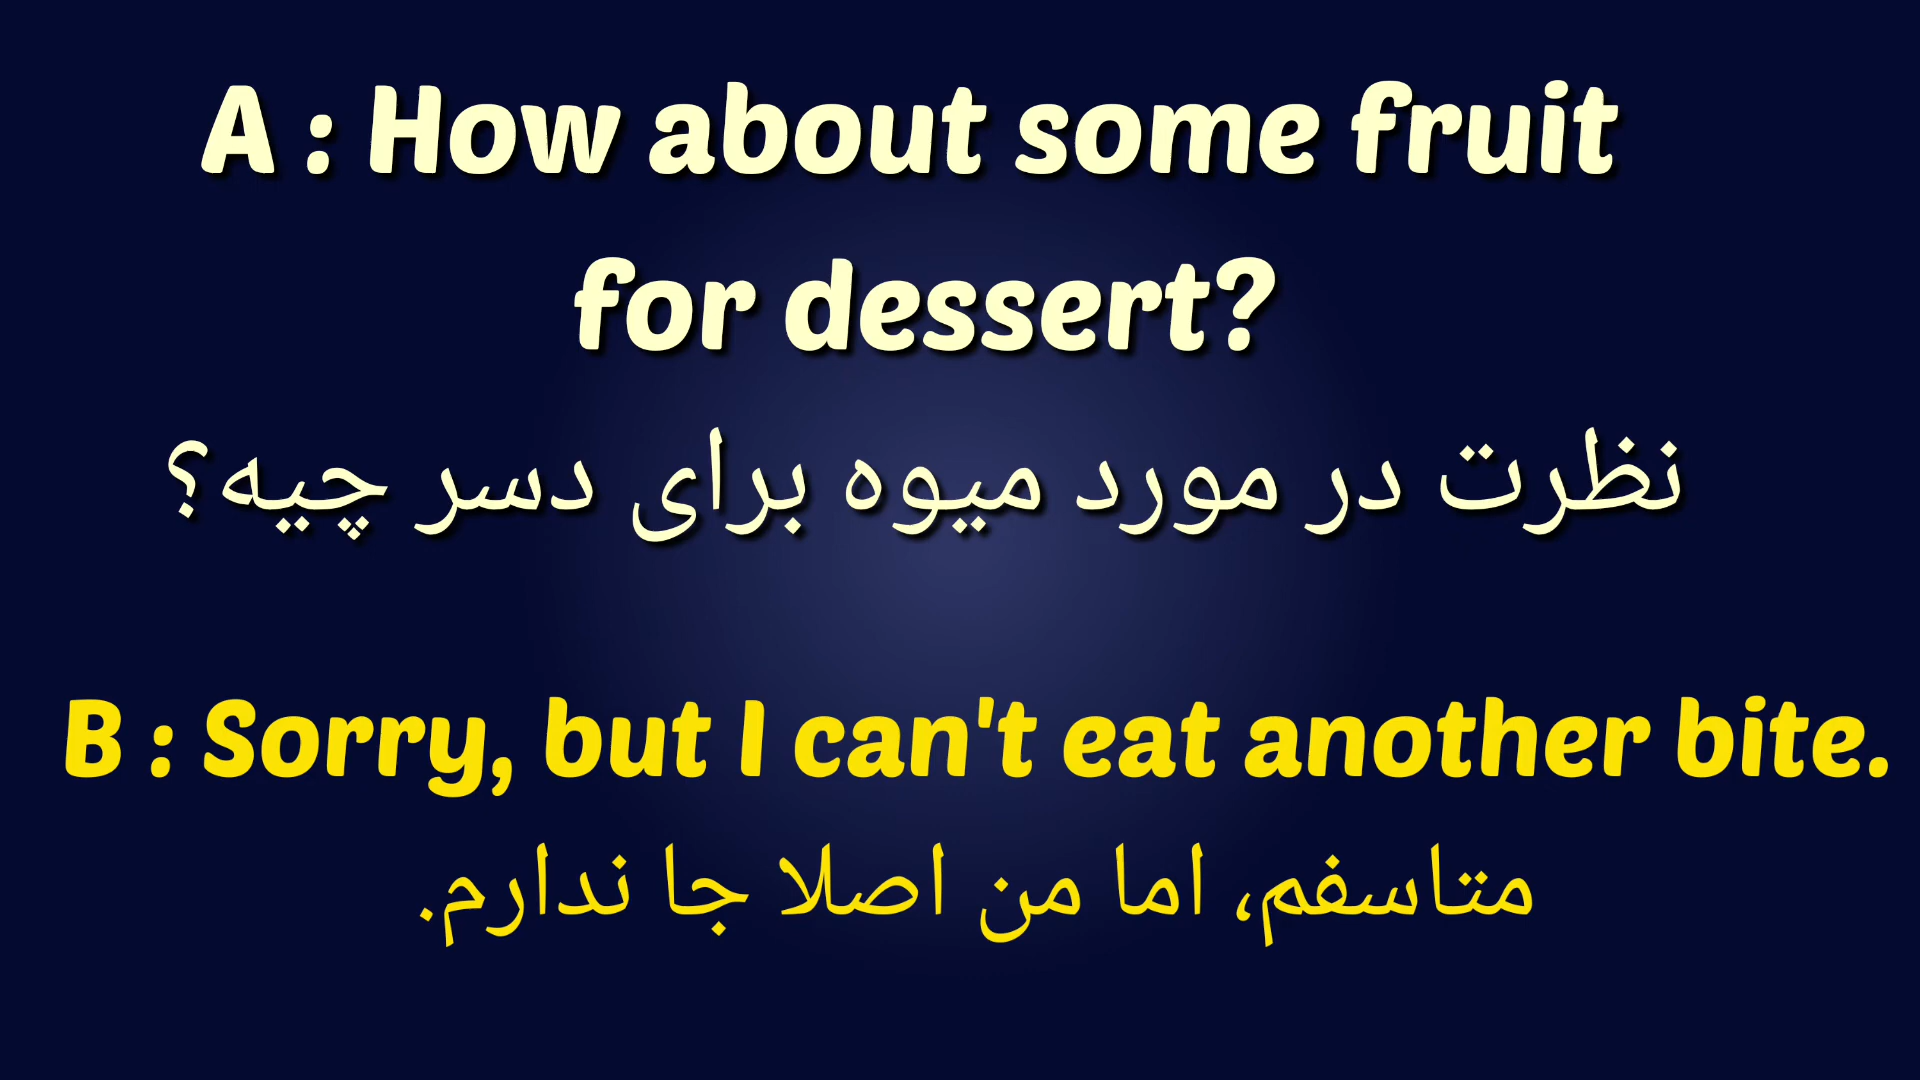 A : How about some fruit
for dessert?
نظرت در مورد میوه برای دسر چیه؟
B : Sorry, but I can't eat another bite.
متاسفم، اما من اصلا جا ندارم.